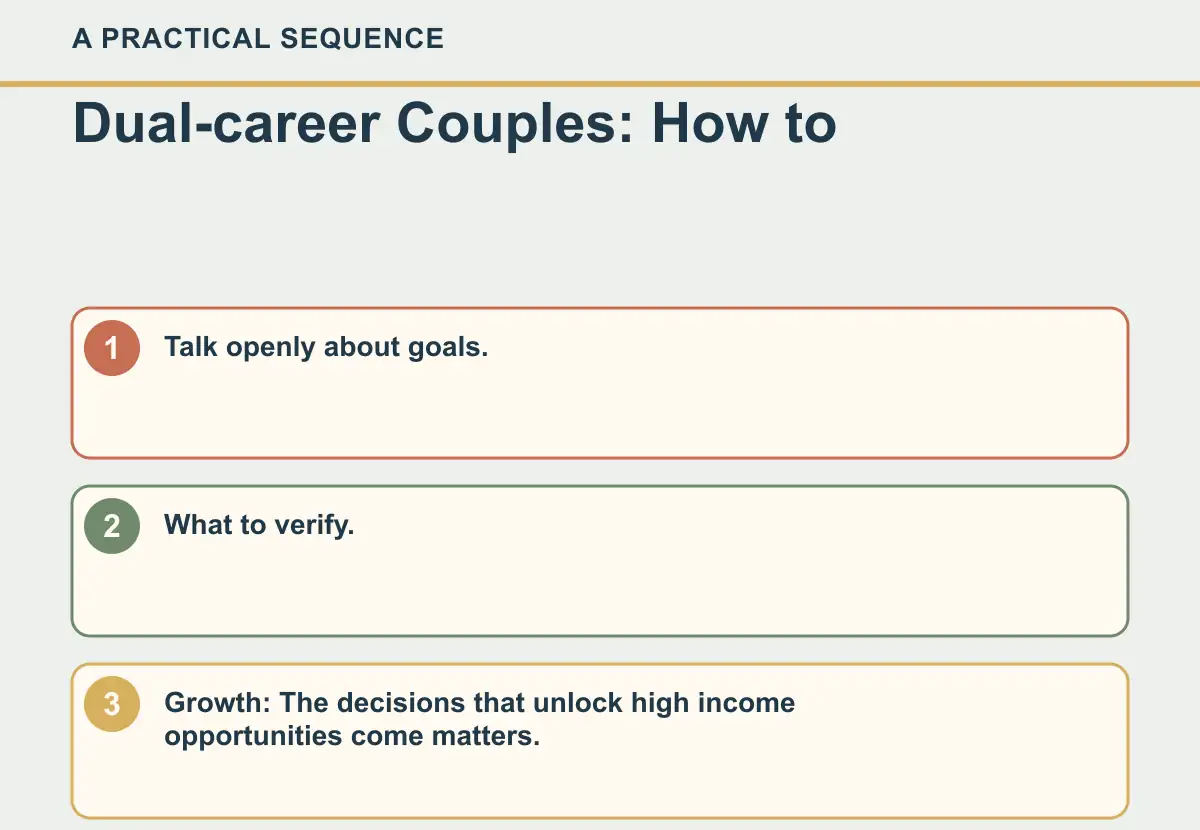 A PRACTICAL SEQUENCE
Dual-career Couples: How to
1
Talk openly about goals.
2
What to verify.
3
Growth: The decisions that unlock high income
opportunities come matters.